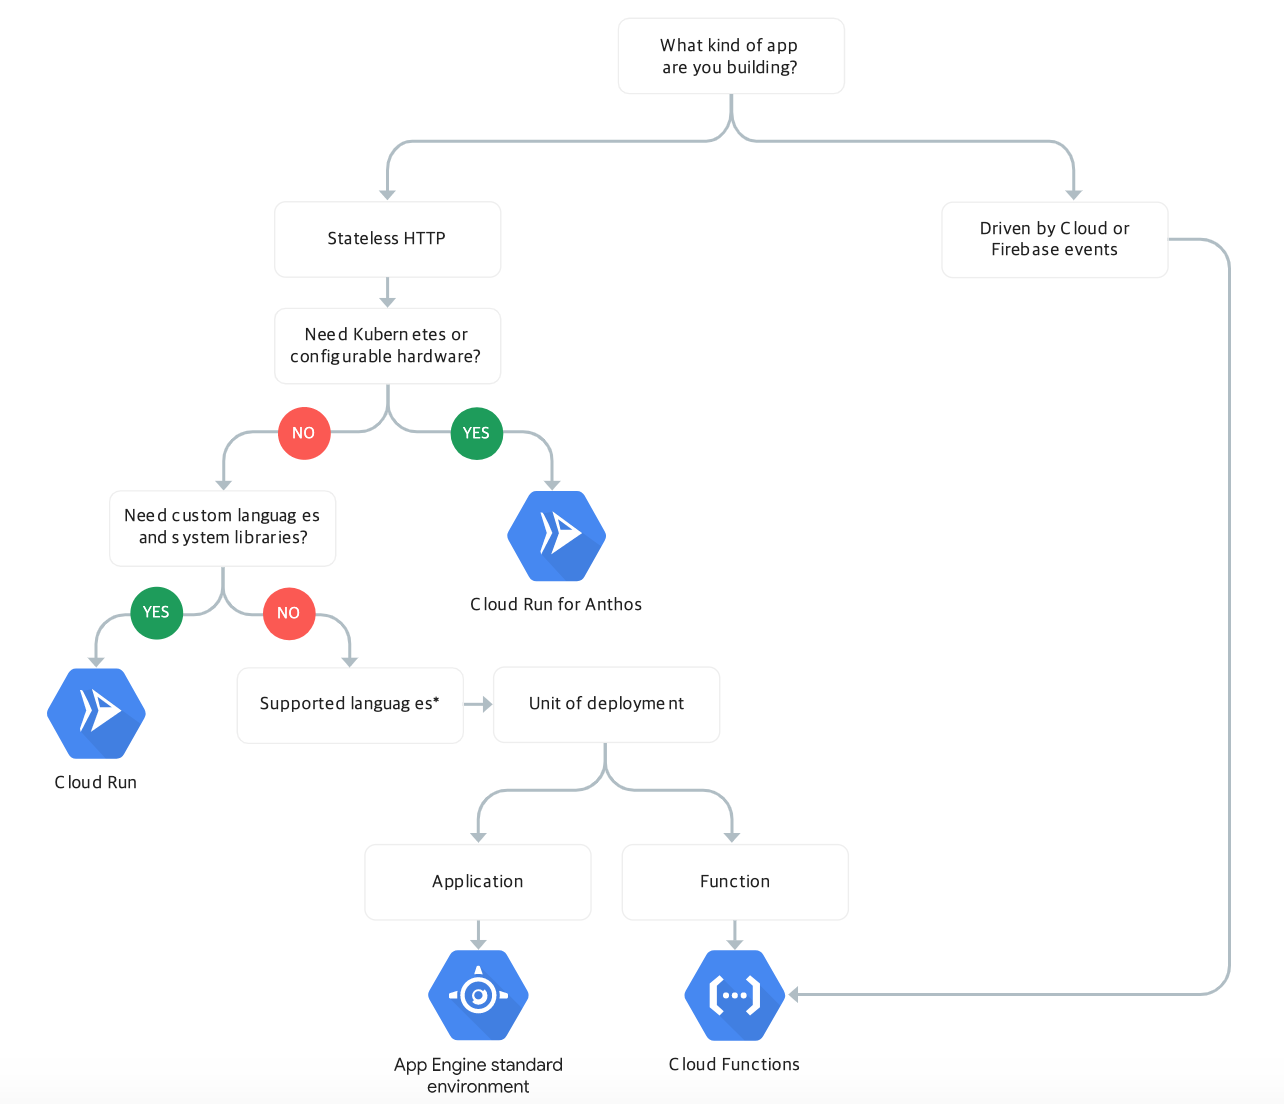 What kind of app
are you building?
Stateless HTTP
Driven by Cloud or
Firebase events
Need Kubernetes or
configurable hardware?
NO
YES
Need custom languages
and system libraries?
Cloud Run for Anthos
YES
NO
Supported languages*
Unit of deployment
Cloud Run
Application
Function
App Engine standard
environment
Cloud Functions